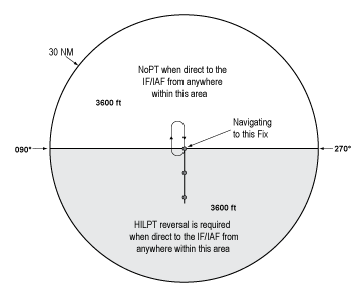 30 NM
NoPT when direct to the
IF/IAF from anywhere
within this area
3600 ft
Navigating
to this Fix
090°
270°
3600 ft
HILPT reversal is required
when direct to the IF/IAF from
anywhere within this area